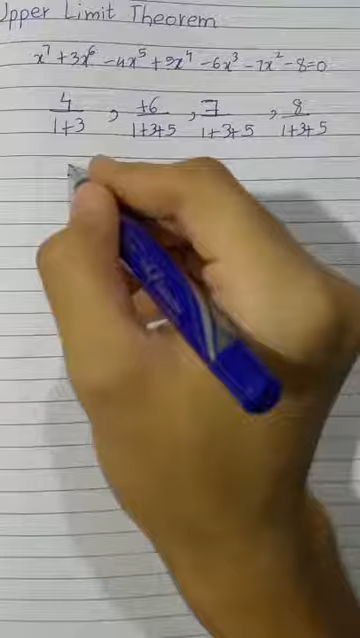 Upper Limit Theorem
x⁷ + 3x⁶ - 4x⁵ + 5x⁴ - 6x³ - 7x² - 8 = 0
4/1+3 , +6/1+3+5 , 7/1+3+5 , 8/1+3+5